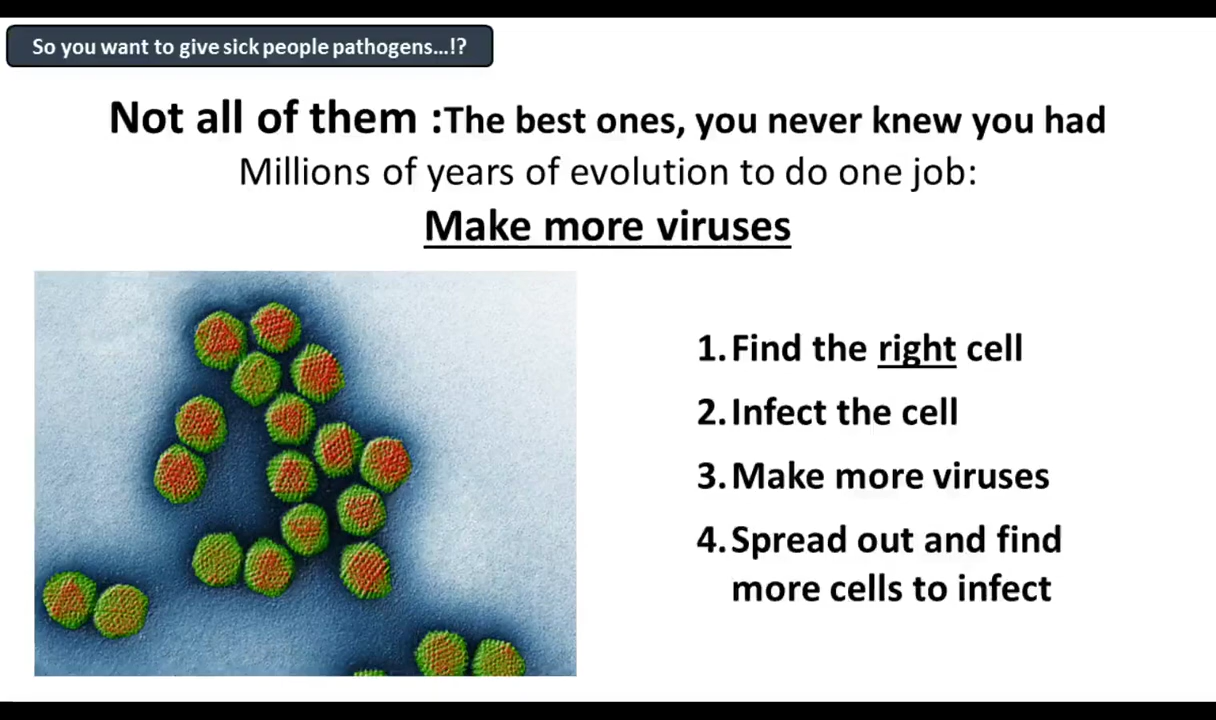 So you want to give sick people pathogens...!?
Not all of them :The best ones, you never knew you had
Millions of years of evolution to do one job:
Make more viruses
1. Find the right cell
2. Infect the cell
3. Make more viruses
4. Spread out and find
more cells to infect